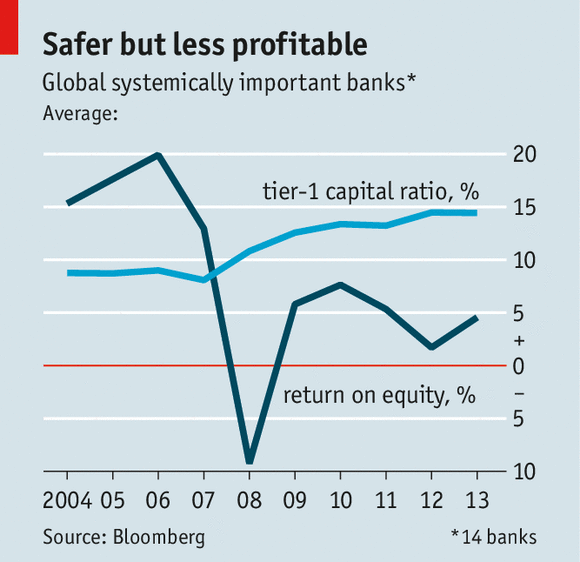 Safer but less profitable
Global systemically important banks*
Average:
20
tier-1 capital ratio, %
15
10
5
+
0
return on equity, %
–
5
10
2004 05 06 07 08 09 10 11 12 13
Source: Bloomberg
*14 banks